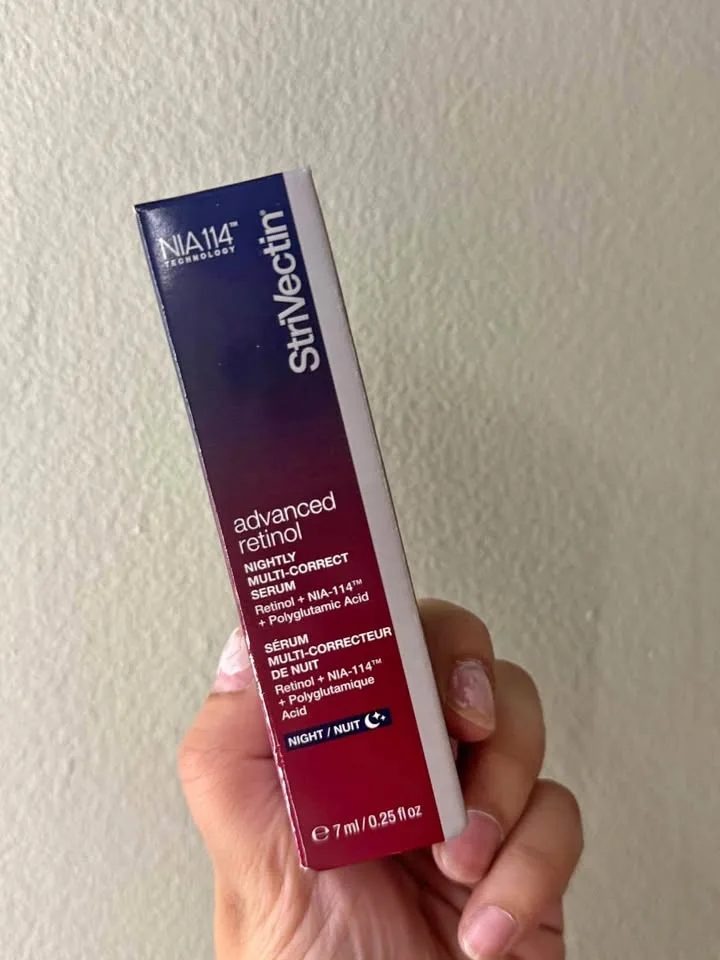 NIA114™
TECHNOLOGY
StriVectin®
advanced
retinol
NIGHTLY
MULTI-CORRECT
SERUM
Retinol + NIA-114™
+ Polyglutamic Acid
SÉRUM
MULTI-CORRECTEUR
DE NUIT
Retinol + NIA-114™
+ Polyglutamique
Acid
NIGHT / NUIT
℮ 7 ml / 0.25 fl oz